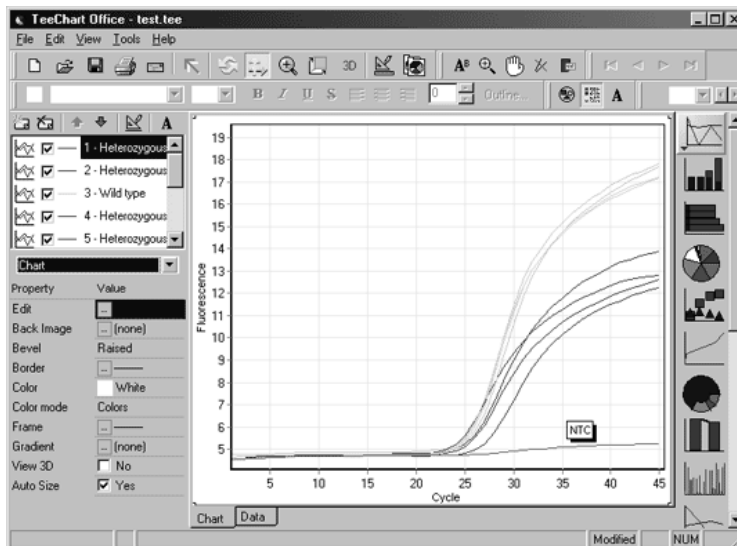 TeeChart Office - test.tee
File Edit View Tools Help
3D
B I U S 0 Outline...
1 - Heterozygous
2 - Heterozygous
3 - Wild type
4 - Heterozygous
5 - Heterozygous
Chart
Property Value
Edit ...
Back Image ... (none)
Bevel Raised
Border ...
Color White
Color mode Colors
Frame ...
Gradient ... (none)
View 3D No
Auto Size Yes
19
18
17
16
15
14
13
12
11
10
9
8
7
6
5
Fluorescence
NTC
5 10 15 20 25 30 35 40 45
Cycle
Chart Data
Modified NUM